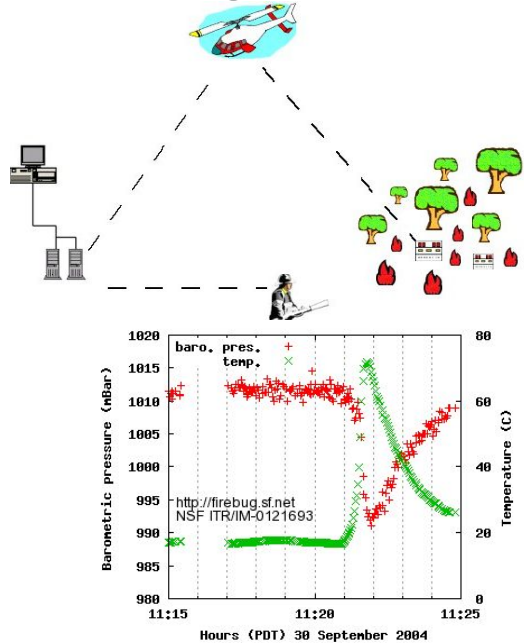 1020
1015
1010
1005
1000
995
990
985
980
Barometric pressure (mBar)
baro. pres.
temp.
http://firebug.sf.net
NSF ITR/IM-0121693
80
60
40
20
0
Temperature (C)
11:15
11:20
11:25
Hours (PDT) 30 September 2004